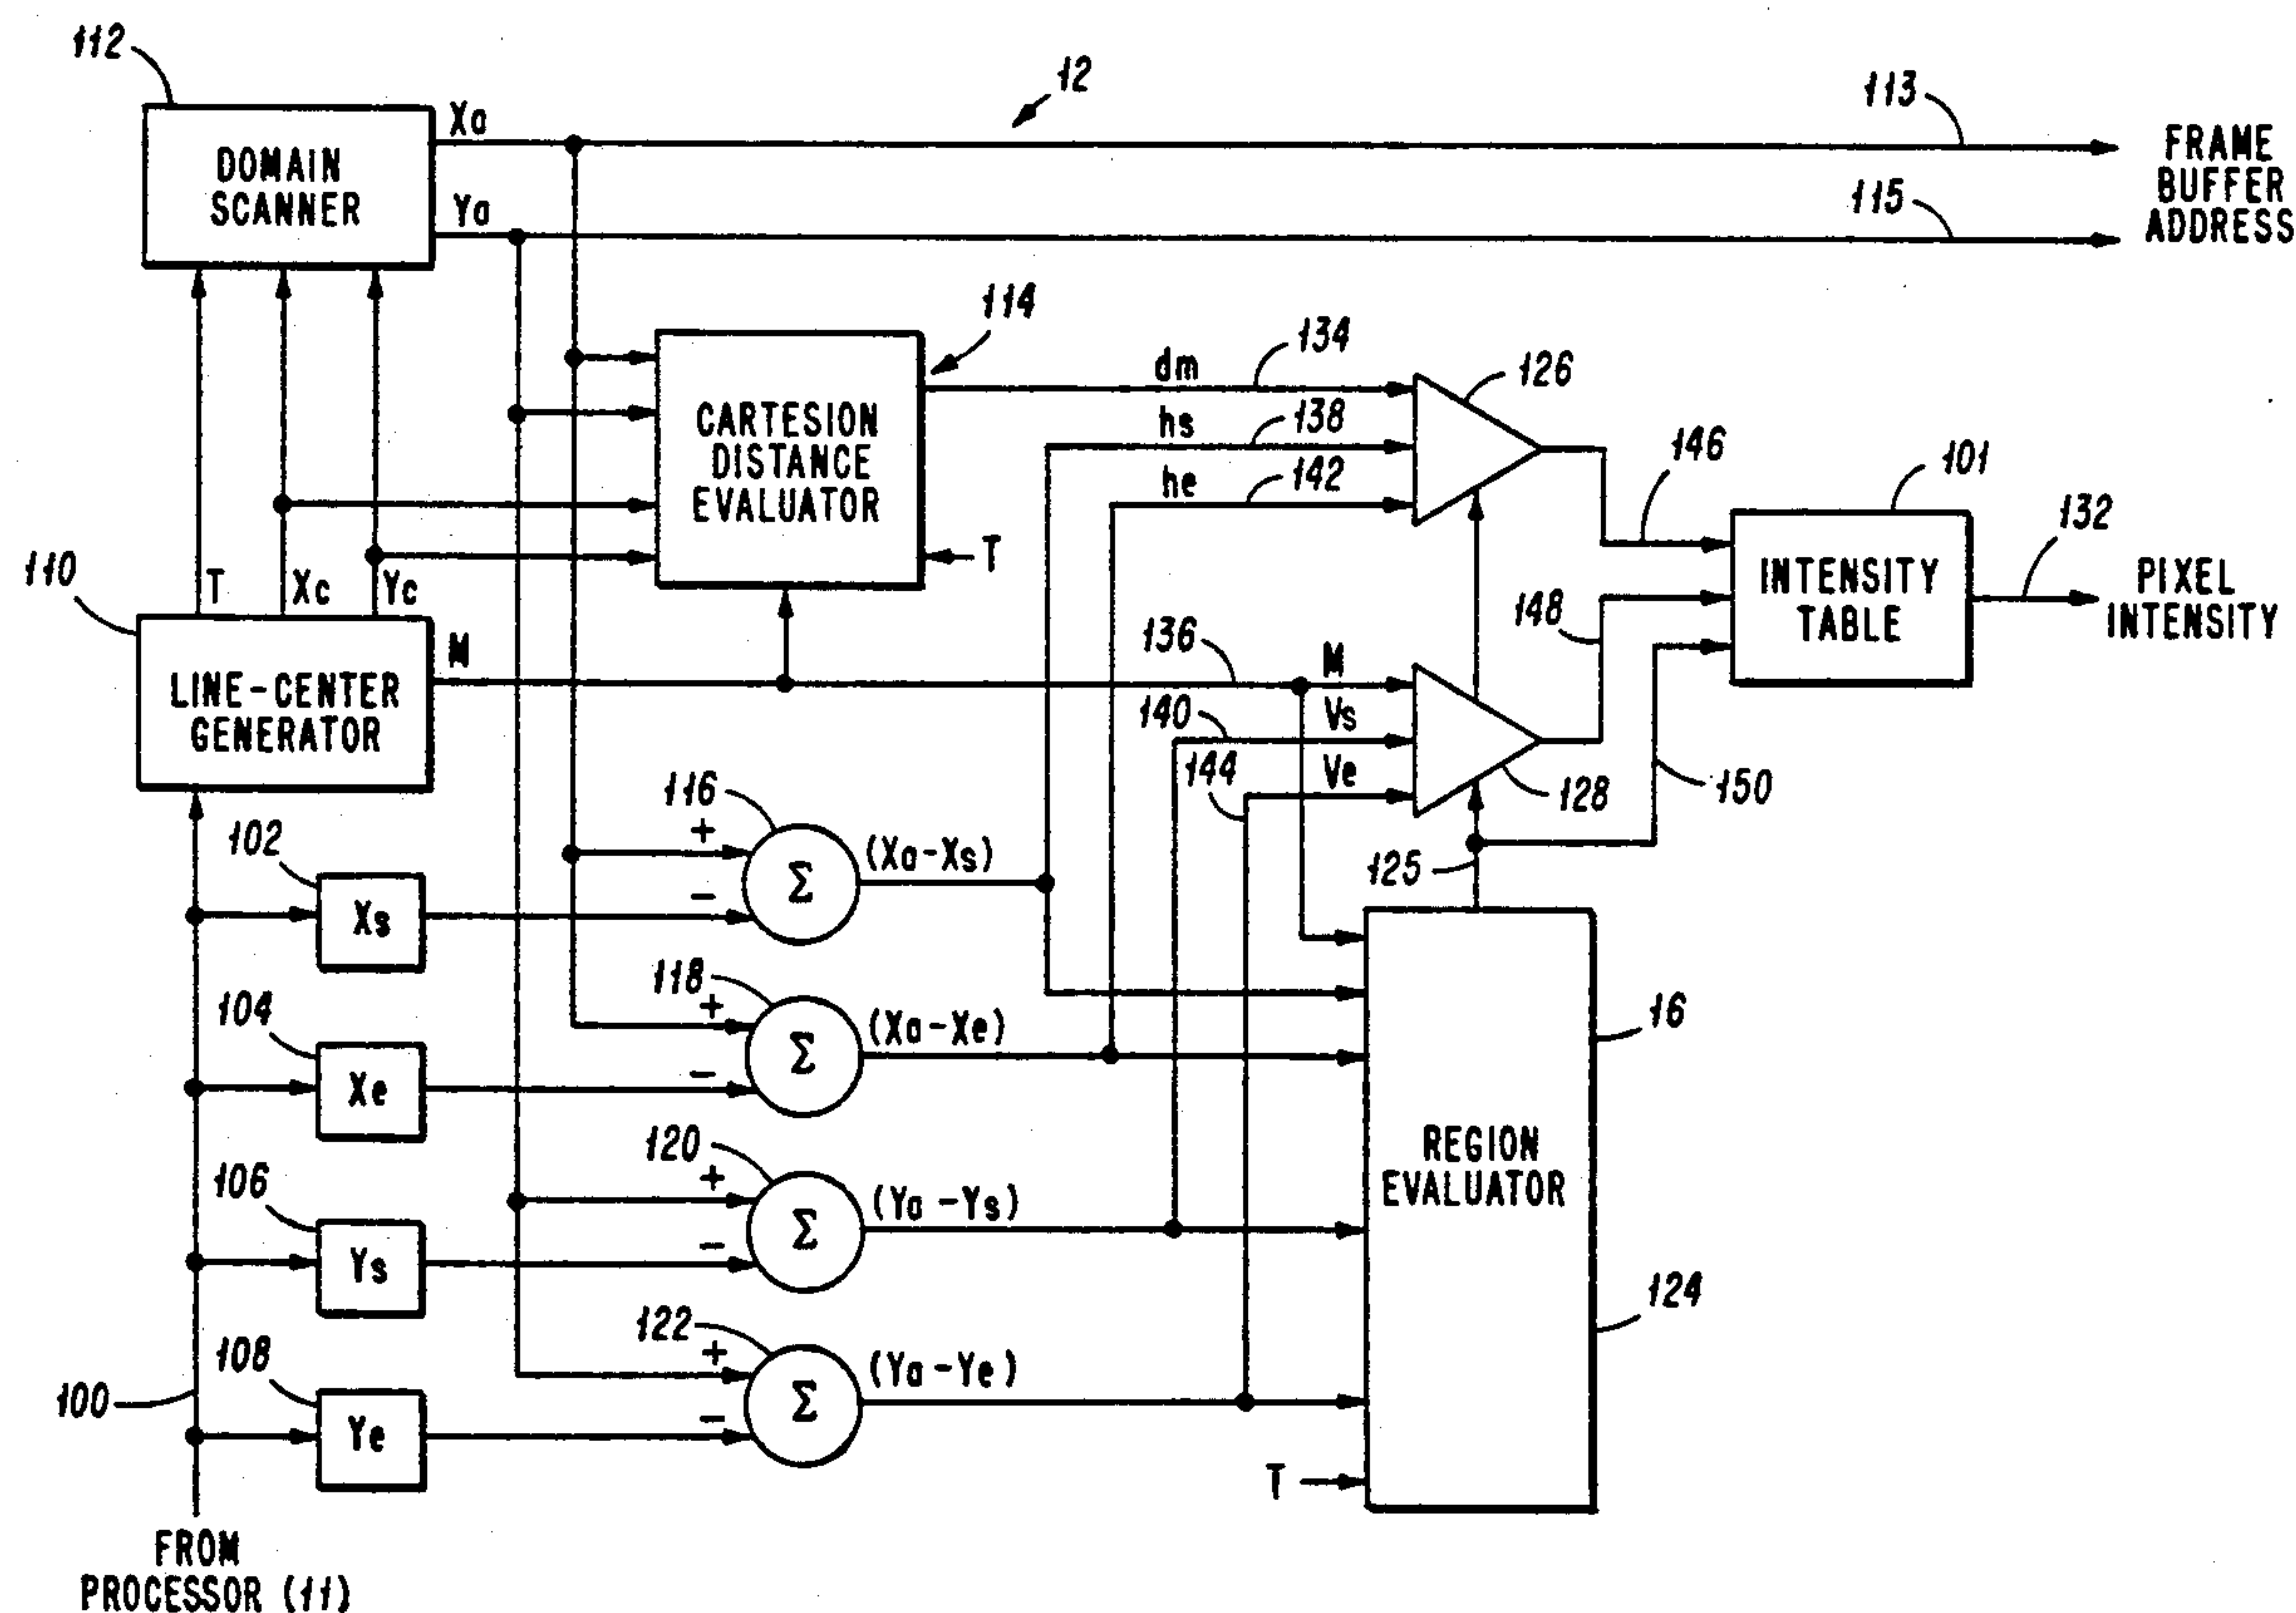 112
12
113
Xa
DOMAIN
SCANNER
FRAME
BUFFER
ADDRESS
115
Ya
114
134
dm
126
138
hs
CARTESION
DISTANCE
EVALUATOR
142
he
146
101
132
T
INTENSITY
TABLE
PIXEL
INTENSITY
110
T
Xc
Yc
148
M
136
M
LINE-CENTER
GENERATOR
140
Vs
144
Ve
128
150
116
+
102
(Xa-Xs)
125
Σ
Xs
-
118
+
104
(Xa-Xe)
16
Σ
Xe
-
120
+
REGION
EVALUATOR
106
(Ya-Ys)
Σ
Ys
-
124
122
+
108
(Ya-Ye)
100
Σ
Ye
-
T
FROM
PROCESSOR (11)